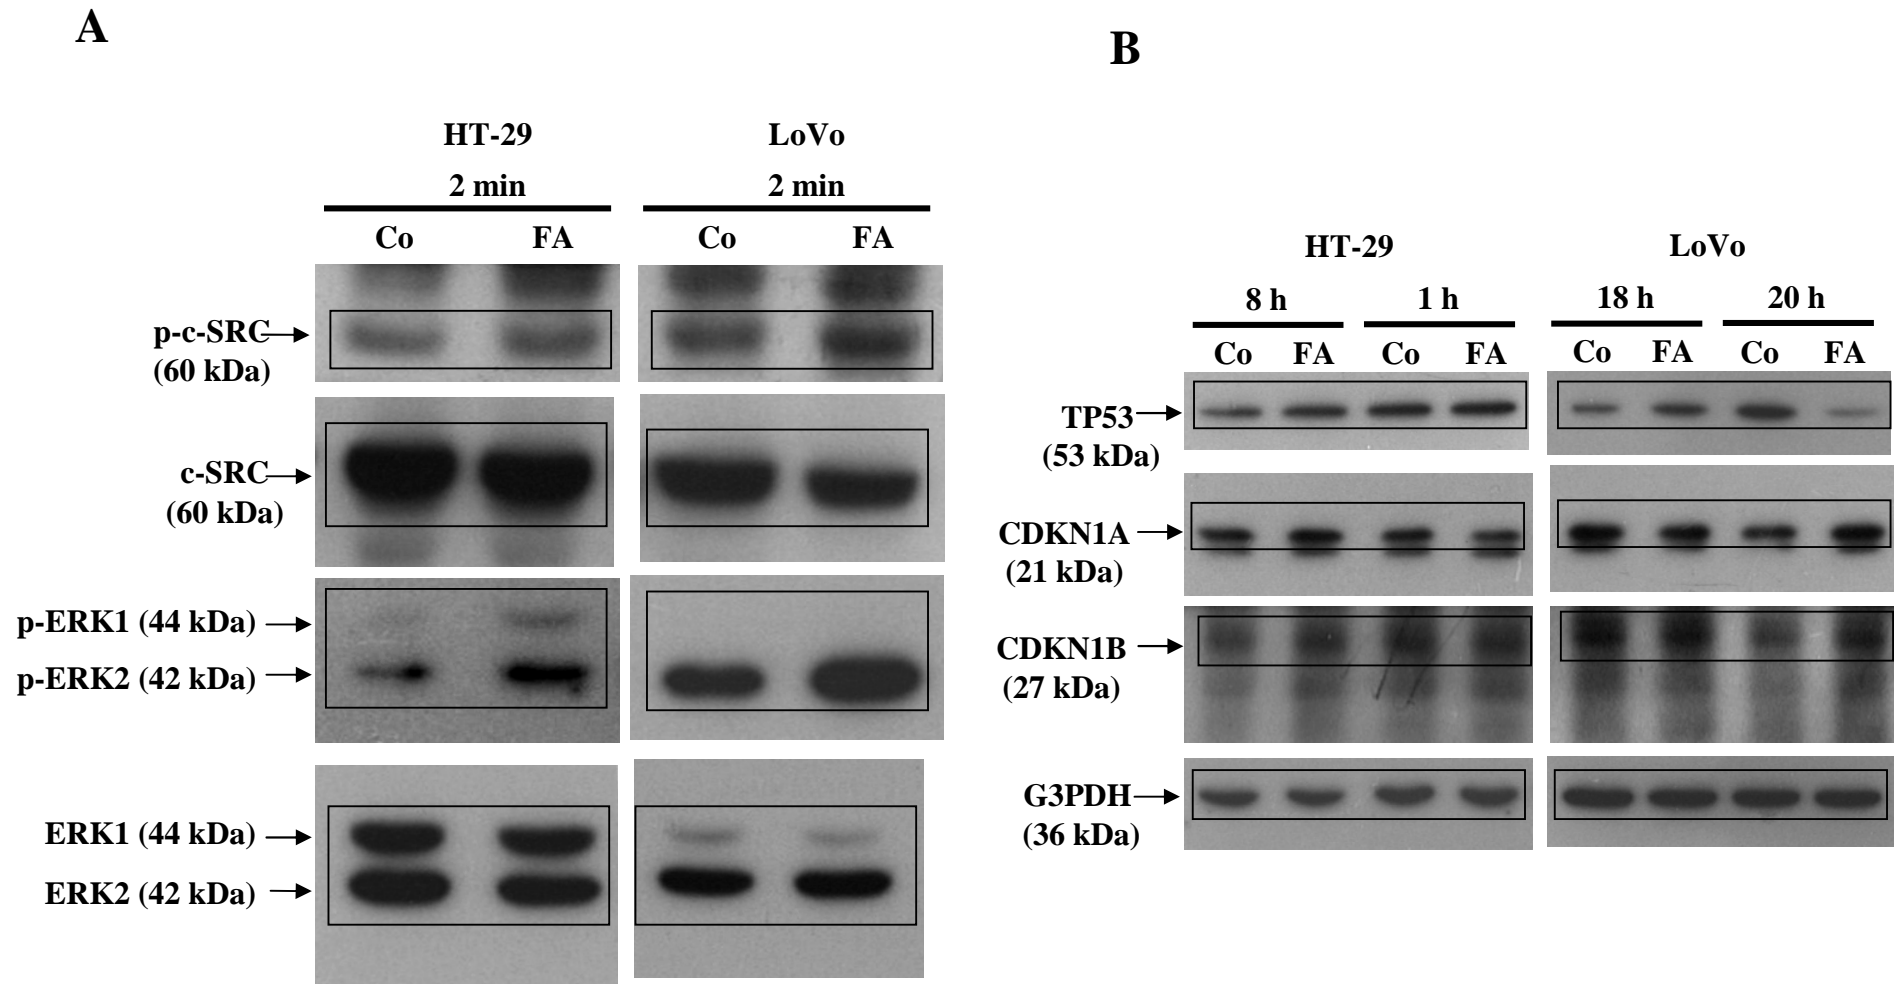 A
HT-29
LoVo
2 min
2 min
Co
FA
Co
FA
p-c-SRC
(60 kDa)
c-SRC
(60 kDa)
p-ERK1 (44 kDa)
p-ERK2 (42 kDa)
ERK1 (44 kDa)
ERK2 (42 kDa)
B
HT-29
LoVo
8 h
1 h
18 h
20 h
Co
FA
Co
FA
Co
FA
Co
FA
TP53
(53 kDa)
CDKN1A
(21 kDa)
CDKN1B
(27 kDa)
G3PDH
(36 kDa)